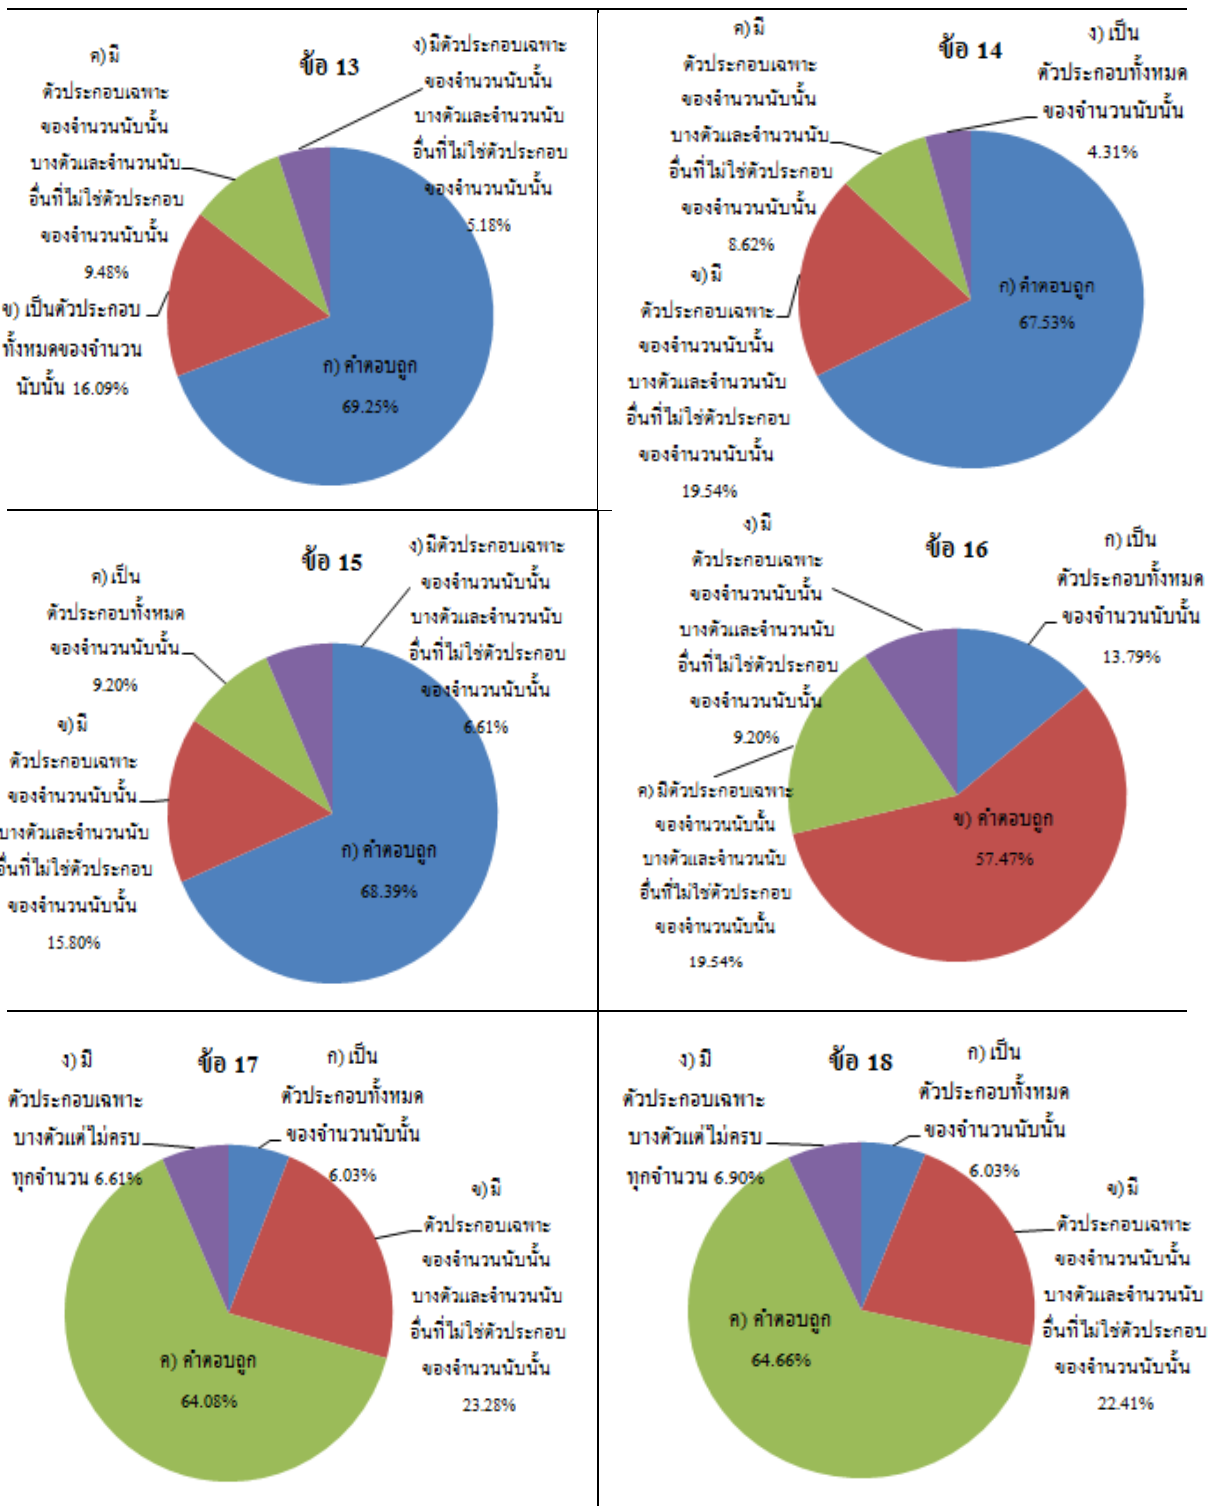 ข้อ 13
ค) มี
ตัวประกอบเฉพาะ
ของจำนวนนับนั้น
บางตัวและจำนวนนับ
อื่นที่ไม่ใช่ตัวประกอบ
ของจำนวนนับนั้น
9.48%
ง) มีตัวประกอบเฉพาะ
ของจำนวนนับนั้น
บางตัวและจำนวนนับ
อื่นที่ไม่ใช่ตัวประกอบ
ของจำนวนนับนั้น
5.18%
ข) เป็นตัวประกอบ
ทั้งหมดของจำนวน
นับนั้น 16.09%
ก) คำตอบถูก
69.25%
ข้อ 14
ค) มี
ตัวประกอบเฉพาะ
ของจำนวนนับนั้น
บางตัวและจำนวนนับ
อื่นที่ไม่ใช่ตัวประกอบ
ของจำนวนนับนั้น
8.62%
ง) เป็น
ตัวประกอบทั้งหมด
ของจำนวนนับนั้น
4.31%
ข) มี
ตัวประกอบเฉพาะ
ของจำนวนนับนั้น
บางตัวและจำนวนนับ
อื่นที่ไม่ใช่ตัวประกอบ
ของจำนวนนับนั้น
19.54%
ก) คำตอบถูก
67.53%
ข้อ 15
ค) เป็น
ตัวประกอบทั้งหมด
ของจำนวนนับนั้น
9.20%
ง) มีตัวประกอบเฉพาะ
ของจำนวนนับนั้น
บางตัวและจำนวนนับ
อื่นที่ไม่ใช่ตัวประกอบ
ของจำนวนนับนั้น
6.61%
ข) มี
ตัวประกอบเฉพาะ
ของจำนวนนับนั้น
บางตัวและจำนวนนับ
อื่นที่ไม่ใช่ตัวประกอบ
ของจำนวนนับนั้น
15.80%
ก) คำตอบถูก
68.39%
ข้อ 16
ง) มี
ตัวประกอบเฉพาะ
ของจำนวนนับนั้น
บางตัวและจำนวนนับ
อื่นที่ไม่ใช่ตัวประกอบ
ของจำนวนนับนั้น
9.20%
ก) เป็น
ตัวประกอบทั้งหมด
ของจำนวนนับนั้น
13.79%
ค) มีตัวประกอบเฉพาะ
ของจำนวนนับนั้น
บางตัวและจำนวนนับ
อื่นที่ไม่ใช่ตัวประกอบ
ของจำนวนนับนั้น
19.54%
ข) คำตอบถูก
57.47%
ข้อ 17
ง) มี
ตัวประกอบเฉพาะ
บางตัวแต่ไม่ครบ
ทุกจำนวน 6.61%
ก) เป็น
ตัวประกอบทั้งหมด
ของจำนวนนับนั้น
6.03%
ข) มี
ตัวประกอบเฉพาะ
ของจำนวนนับนั้น
บางตัวและจำนวนนับ
อื่นที่ไม่ใช่ตัวประกอบ
ของจำนวนนับนั้น
23.28%
ค) คำตอบถูก
64.08%
ข้อ 18
ง) มี
ตัวประกอบเฉพาะ
บางตัวแต่ไม่ครบ
ทุกจำนวน 6.90%
ก) เป็น
ตัวประกอบทั้งหมด
ของจำนวนนับนั้น
6.03%
ข) มี
ตัวประกอบเฉพาะ
ของจำนวนนับนั้น
บางตัวและจำนวนนับ
อื่นที่ไม่ใช่ตัวประกอบ
ของจำนวนนับนั้น
22.41%
ค) คำตอบถูก
64.66%